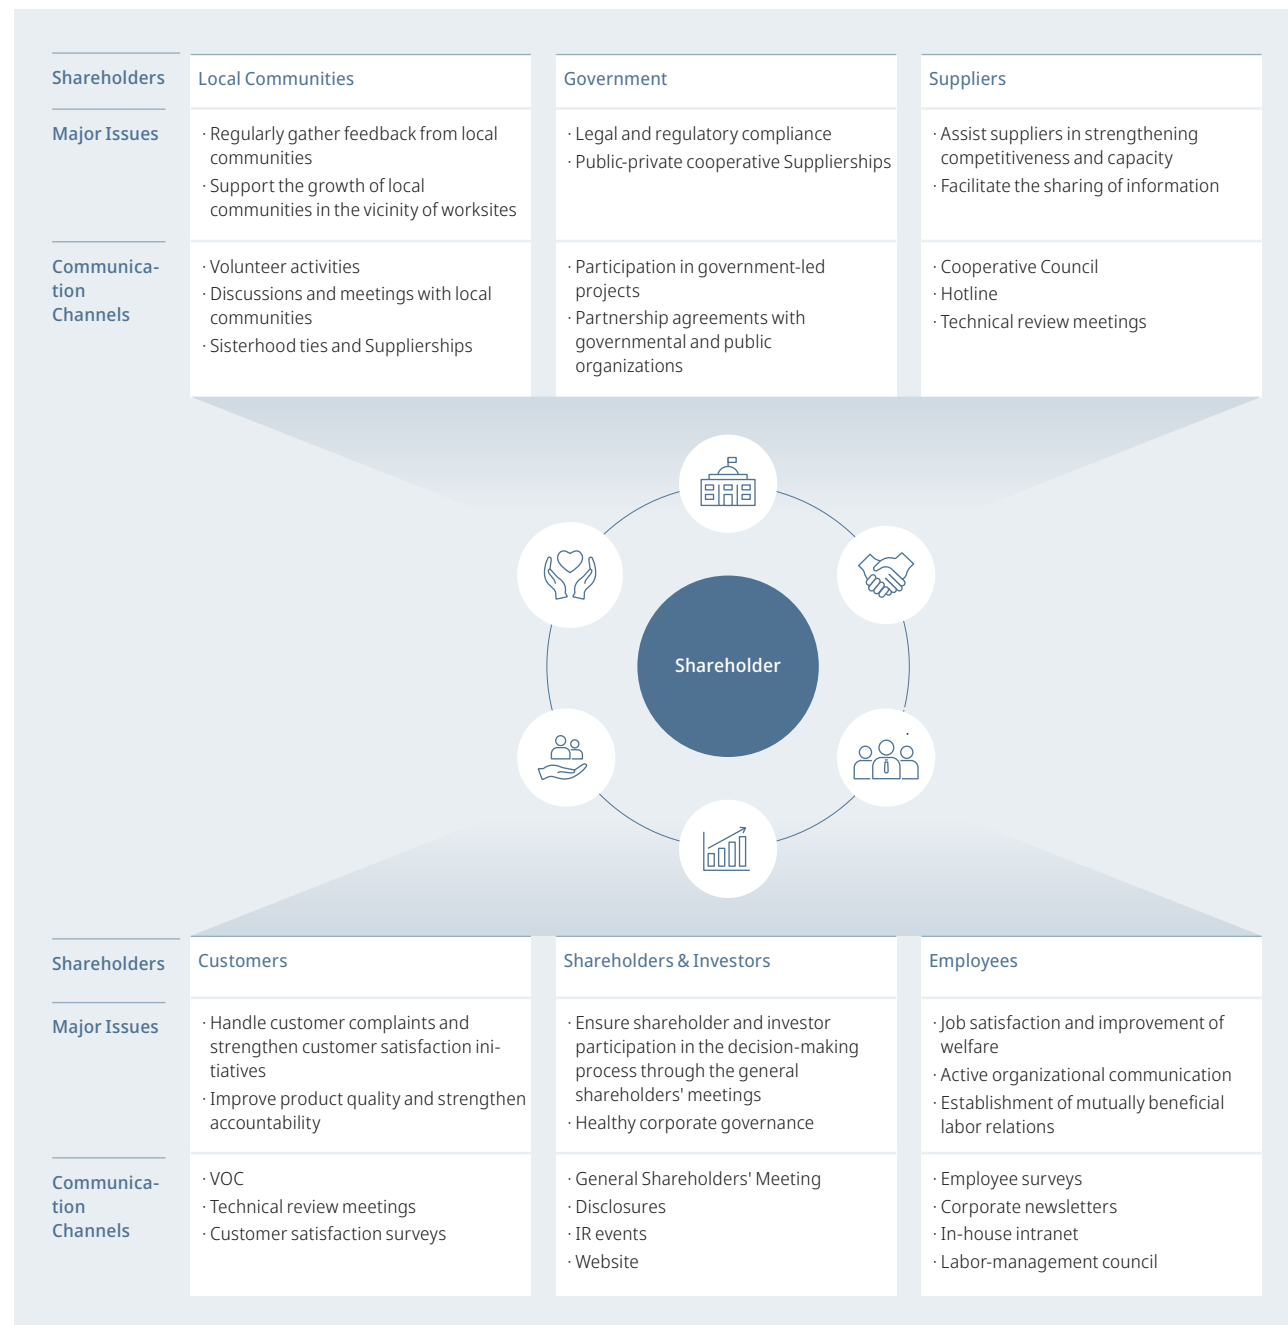 Shareholders
Local Communities
Government
Suppliers
Major Issues
· Regularly gather feedback from local
communities
· Support the growth of local
communities in the vicinity of worksites
· Legal and regulatory compliance
· Public-private cooperative Supplierships
· Assist suppliers in strengthening
competitiveness and capacity
· Facilitate the sharing of information
Communica-
tion
Channels
· Volunteer activities
· Discussions and meetings with local
communities
· Sisterhood ties and Supplierships
· Participation in government-led
projects
· Partnership agreements with
governmental and public
organizations
· Cooperative Council
· Hotline
· Technical review meetings
Shareholder
Shareholders
Customers
Shareholders & Investors
Employees
Major Issues
· Handle customer complaints and
strengthen customer satisfaction ini-
tiatives
· Improve product quality and strengthen
accountability
· Ensure shareholder and investor
participation in the decision-making
process through the general
shareholders' meetings
· Healthy corporate governance
· Job satisfaction and improvement of
welfare
· Active organizational communication
· Establishment of mutually beneficial
labor relations
Communica-
tion
Channels
· VOC
· Technical review meetings
· Customer satisfaction surveys
· General Shareholders' Meeting
· Disclosures
· IR events
· Website
· Employee surveys
· Corporate newsletters
· In-house intranet
· Labor-management council